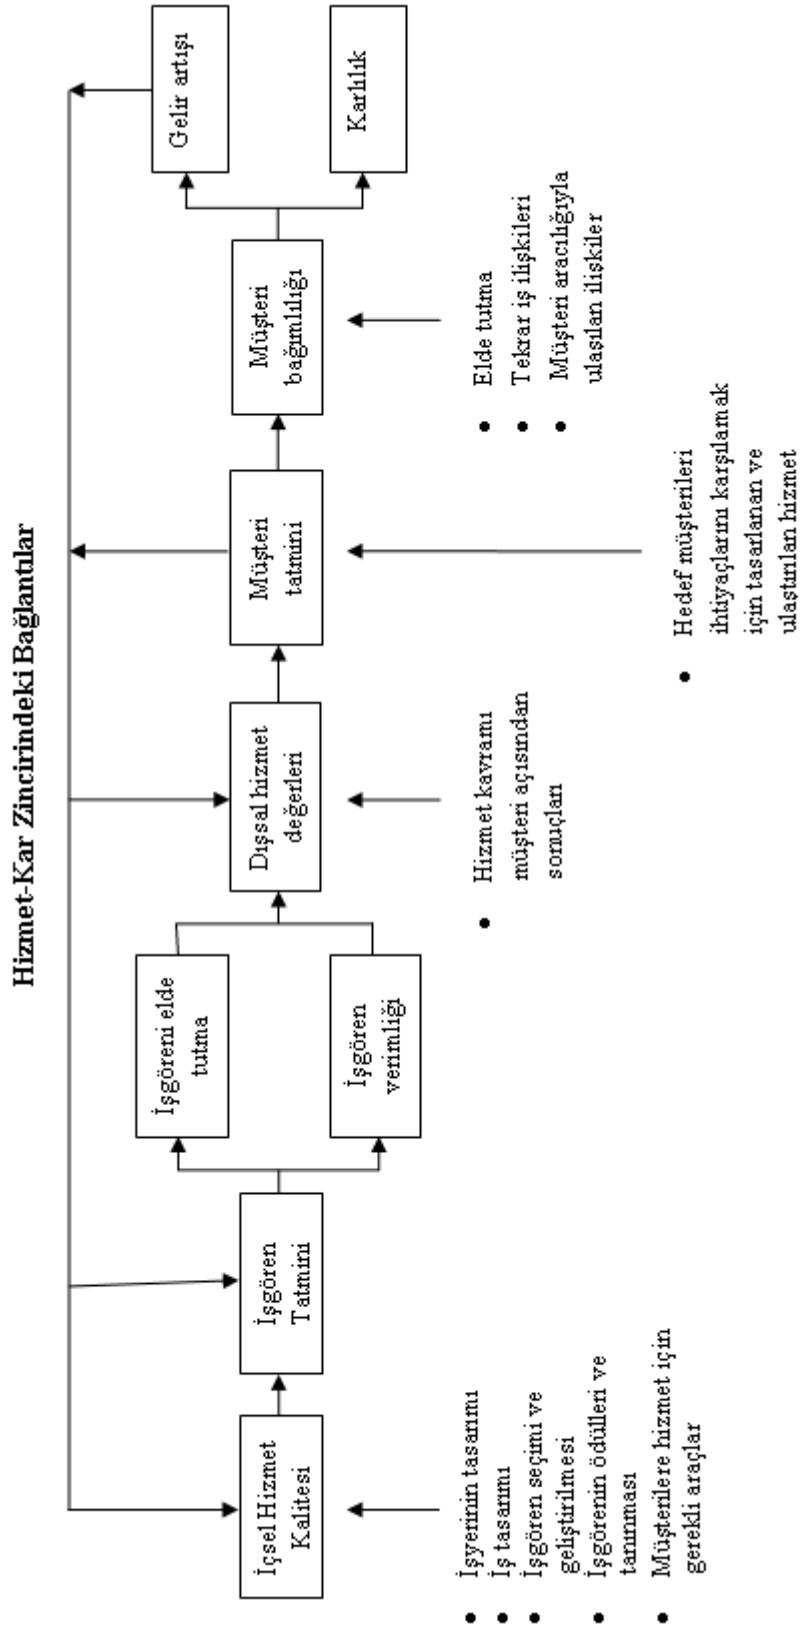 Hizmet-Kar Zincirindeki Bağlantılar
İçsel Hizmet
Kalitesi
İşgören
Tatmini
İşgöreni elde
tutma
İşgören
verimliği
Dışsal hizmet
değerleri
Müşteri
tatmini
Müşteri
bağımlılığı
Gelir artışı
Karlılık
• İşyerinin tasarımı
• İş tasarımı
• İşgören seçimi ve
geliştirilmesi
• İşgörenin ödülleri ve
tanınması
• Müşterilere hizmet için
gerekli araçlar
• Hizmet kavramı
müşteri açısından
sonuçları
• Hedef müşterileri
ihtiyaçlarını karşılamak
için tasarlanan ve
ulaştırılan hizmet
• Elde tutma
• Tekrar iş ilişkileri
• Müşteri aracılığıyla
ulaşılan ilişkiler